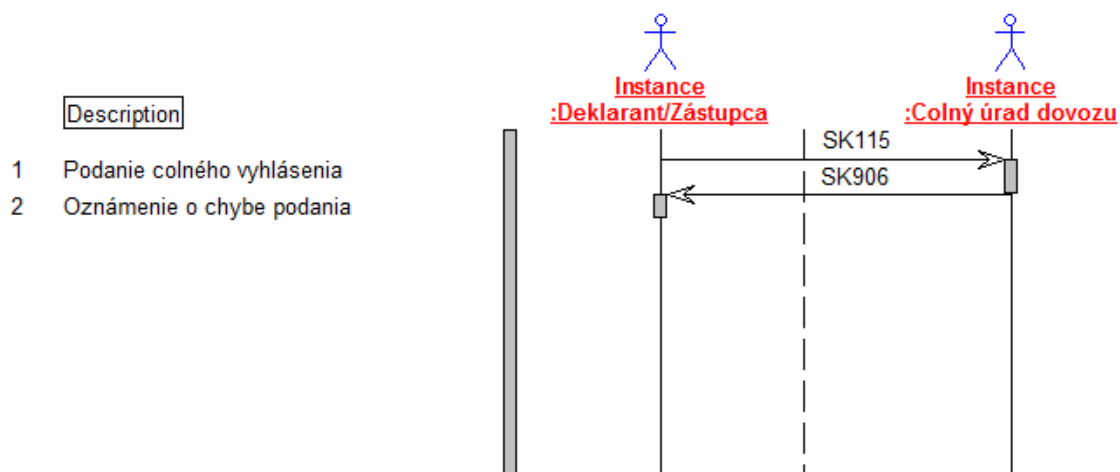 Instance
:Deklarant/Zástupca
Instance
:Colný úrad dovozu
Description
1 Podanie colného vyhlásenia
2 Oznámenie o chybe podania
SK115
SK906